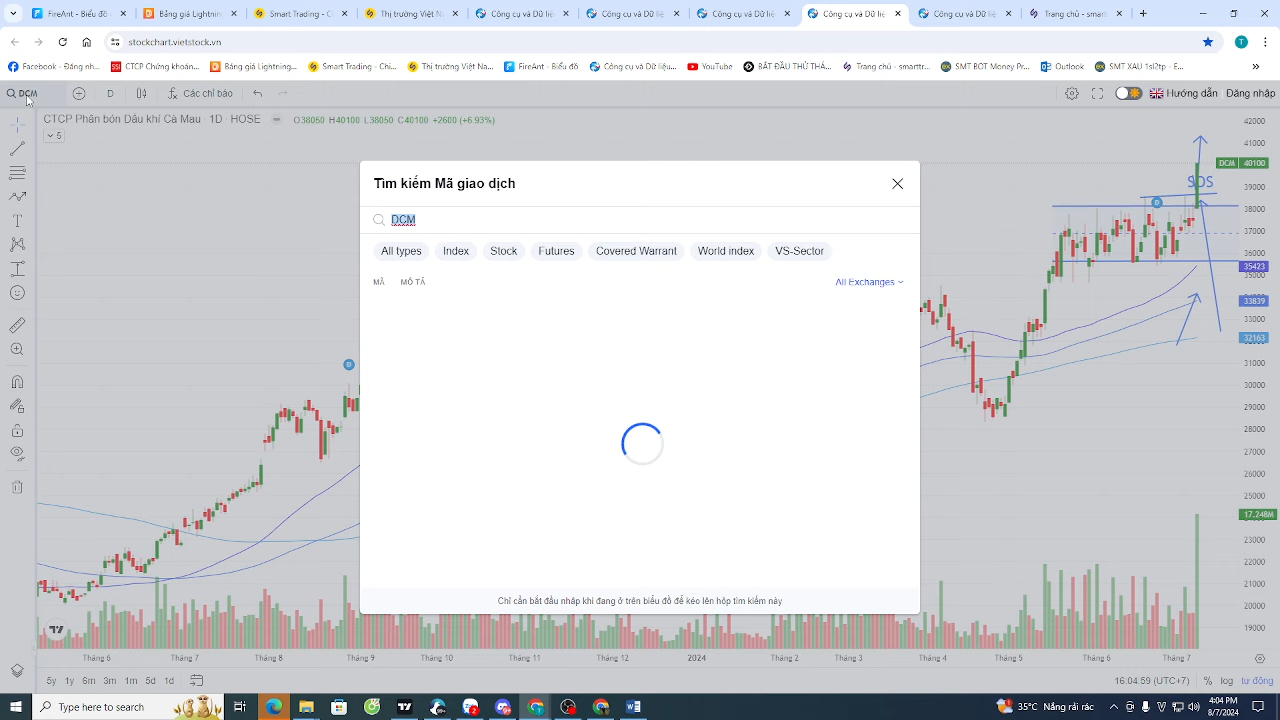 FireAnt - Biểu đồ
Bảng giá Lightnin
Smart Trading - Cl
Thị trường Việt N
Công cụ và Dữ li
Công cụ và Dữ lié
Công cụ và Dữ liệ
Công cụ và Dữ lié
Công cụ và Dữ lié
Trang chủ - smar
stockchart.vietstock.vn
T
Facebook - Đăng nh...
CTCP Chứng khoán...
Bảng giá Lightning...
Smart Trading - Chi...
Thị trường Việt Na...
FireAnt - Biểu đồ
Công cụ và Dữ liệu...
YouTube
BẮT ĐẦU THỬ THÁ...
Trang chủ - smarttr...
SMT BOT Money Pr...
Outlook
SMT XAU 1sl2tp - E...
DCM
D
Các chỉ báo
Hướng dẫn
Đăng nhập
CTCP Phân bón Dầu khí Cà Mau · 1D · HOSE
O38050 H40100 L38050 C40100 +2600 (+6.93%)
5
Tìm kiếm Mã giao dịch
DCM
All types
Index
Stock
Futures
Covered Warrant
World index
VS-Sector
MÃ
MÔ TẢ
All Exchanges
Chỉ cần bắt đầu nhập khi đang ở trên biểu đồ để kéo lên hộp tìm kiếm này
SOS
D
D
42000
41000
DCM 40100
39000
38000
37000
36000
35423
35000
33839
33000
32163
31000
30000
29000
28000
27000
26000
25000
17.248M
23000
22000
21000
20000
19000
Tháng 6
Tháng 7
Tháng 8
Tháng 9
Tháng 10
Tháng 11
Tháng 12
2024
Tháng 2
Tháng 3
Tháng 4
Tháng 5
Tháng 6
Tháng 7
5y
1y
6m
3m
1m
5d
1d
16:04:59 (UTC+7)
%
log
tự động
Type here to search
35°C Nắng rải rác
4:04 PM
8/7/2024